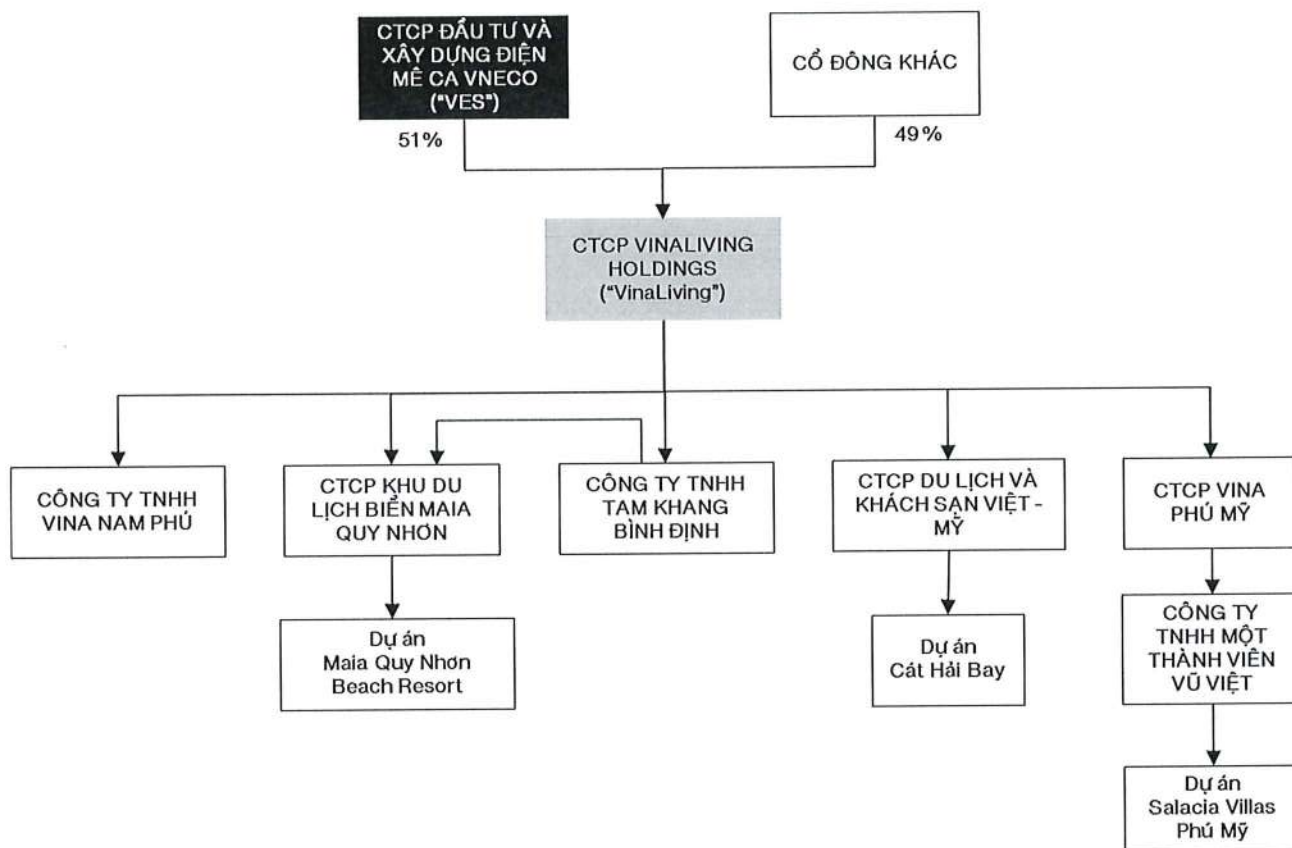 CTCP ĐẦU TƯ VÀ
XÂY DỰNG ĐIỆN
MÊ CA VNECO
("VES")
CỔ ĐÔNG KHÁC
51%
49%
CTCP VINALIVING
HOLDINGS
("VinaLiving")
CÔNG TY TNHH
VINA NAM PHÚ
CTCP KHU DU
LỊCH BIỂN MAIA
QUY NHƠN
CÔNG TY TNHH
TAM KHANG
BÌNH ĐỊNH
CTCP DU LỊCH VÀ
KHÁCH SẠN VIỆT -
MỸ
CTCP VINA
PHÚ MỸ
Dự án
Maia Quy Nhơn
Beach Resort
Dự án
Cát Hải Bay
CÔNG TY
TNHH MỘT
THÀNH VIÊN
VŨ VIỆT
Dự án
Salacia Villas
Phú Mỹ